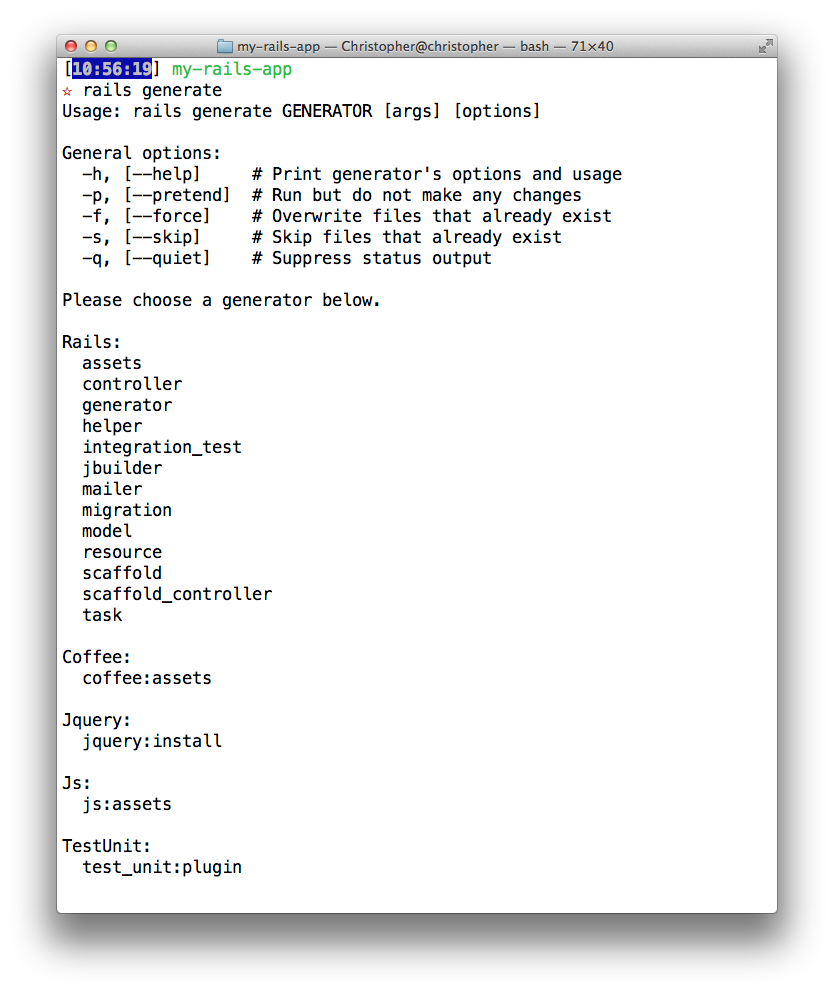 my-rails-app — Christopher@christopher — bash — 71×40
[10:56:19] my-rails-app
☆ rails generate
Usage: rails generate GENERATOR [args] [options]

General options:
  -h, [--help]     # Print generator's options and usage
  -p, [--pretend]  # Run but do not make any changes
  -f, [--force]    # Overwrite files that already exist
  -s, [--skip]     # Skip files that already exist
  -q, [--quiet]    # Suppress status output

Please choose a generator below.

Rails:
  assets
  controller
  generator
  helper
  integration_test
  jbuilder
  mailer
  migration
  model
  resource
  scaffold
  scaffold_controller
  task

Coffee:
  coffee:assets

Jquery:
  jquery:install

Js:
  js:assets

TestUnit:
  test_unit:plugin